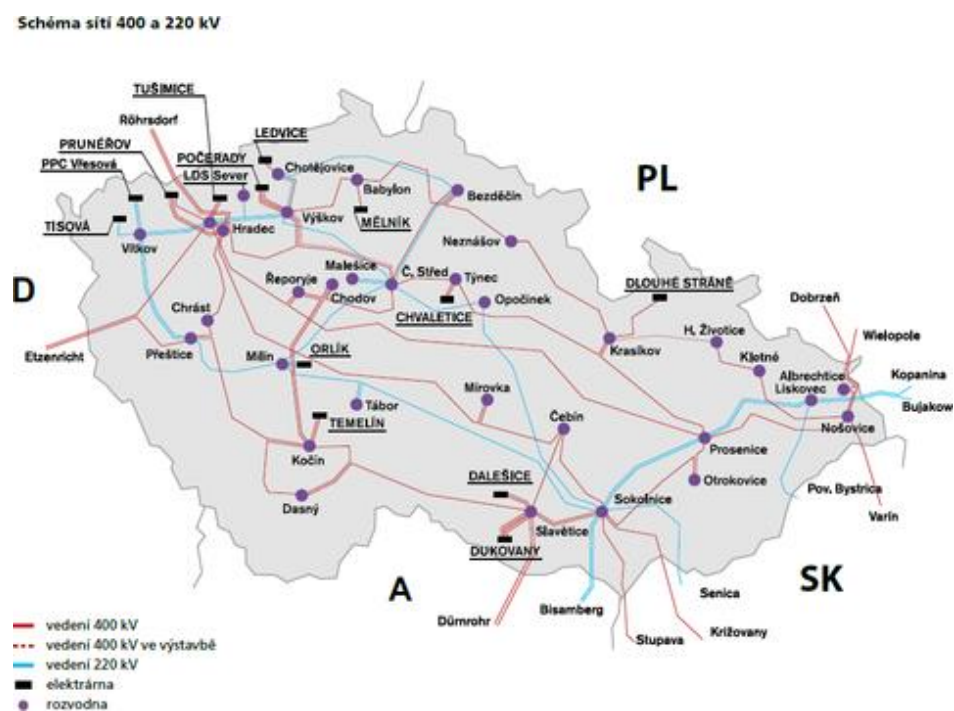 Schéma sítí 400 a 220 kV
TUŠIMICE
Röhrsdorf
LEDVICE
PRUNÉŘOV
POČERADY
Chotějovice
PPC Vřesová
LDS Sever
Babylon
Bezděčín
PL
Výškov
MĚLNÍK
TISOVÁ
Hradec
Vítkov
Neznášov
Malešice
Č. Střed
Týnec
Řeporyje
DLOUHÉ STRÁNĚ
D
Chodov
Opočínek
Dobrzeń
Chrást
CHVALETICE
Wielopole
H. Životice
Etzenricht
Přeštice
Milín
ORLÍK
Krasíkov
Kletné
Albrechtice
Kopanina
Mírovka
Liskovec
Tábor
Čebín
Bujakow
TEMELÍN
Nošovice
Kočín
Prosenice
DALEŠICE
Otrokovice
Dasný
Sokolnice
Pov. Bystrica
Slavětice
Varín
DUKOVANY
A
SK
Senica
Bisamberg
Dürnrohr
Križovany
Stupava
vedení 400 kV
vedení 400 kV ve výstavbě
vedení 220 kV
elektrárna
rozvodna